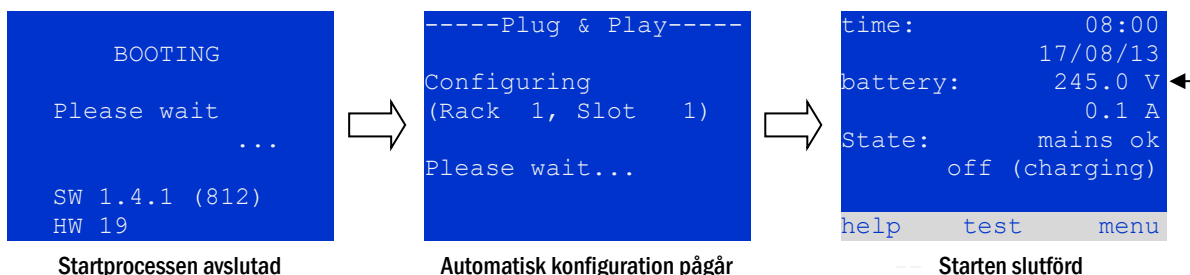 BOOTING
Please wait
...
SW 1.4.1 (812)
HW 19
Startprocessen avslutad
-----Plug & Play-----
Configuring
(Rack 1, Slot 1)
Please wait...
Automatisk konfiguration pågår
time: 08:00
17/08/13
battery: 245.0 V
0.1 A
State: mains ok
off (charging)
help test menu
Starten slutförd